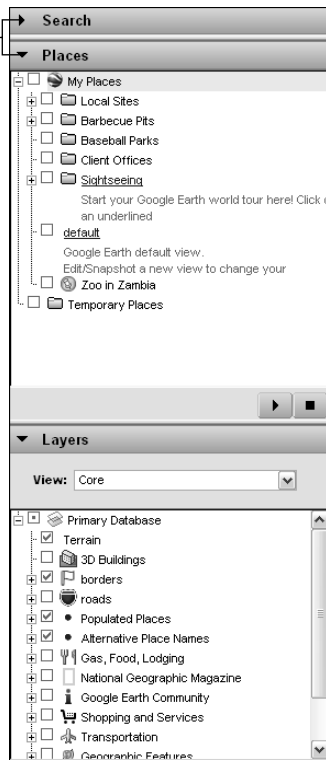 Search
Places
My Places
Local Sites
Barbecue Pits
Baseball Parks
Client Offices
Sightseeing
Start your Google Earth world tour here! Click
an underlined
default
Google Earth default view.
Edit/Snapshot a new view to change your
Zoo in Zambia
Temporary Places
Layers
View: Core
Primary Database
Terrain
3D Buildings
borders
roads
Populated Places
Alternative Place Names
Gas, Food, Lodging
National Geographic Magazine
Google Earth Community
Shopping and Services
Transportation
Geographic Features